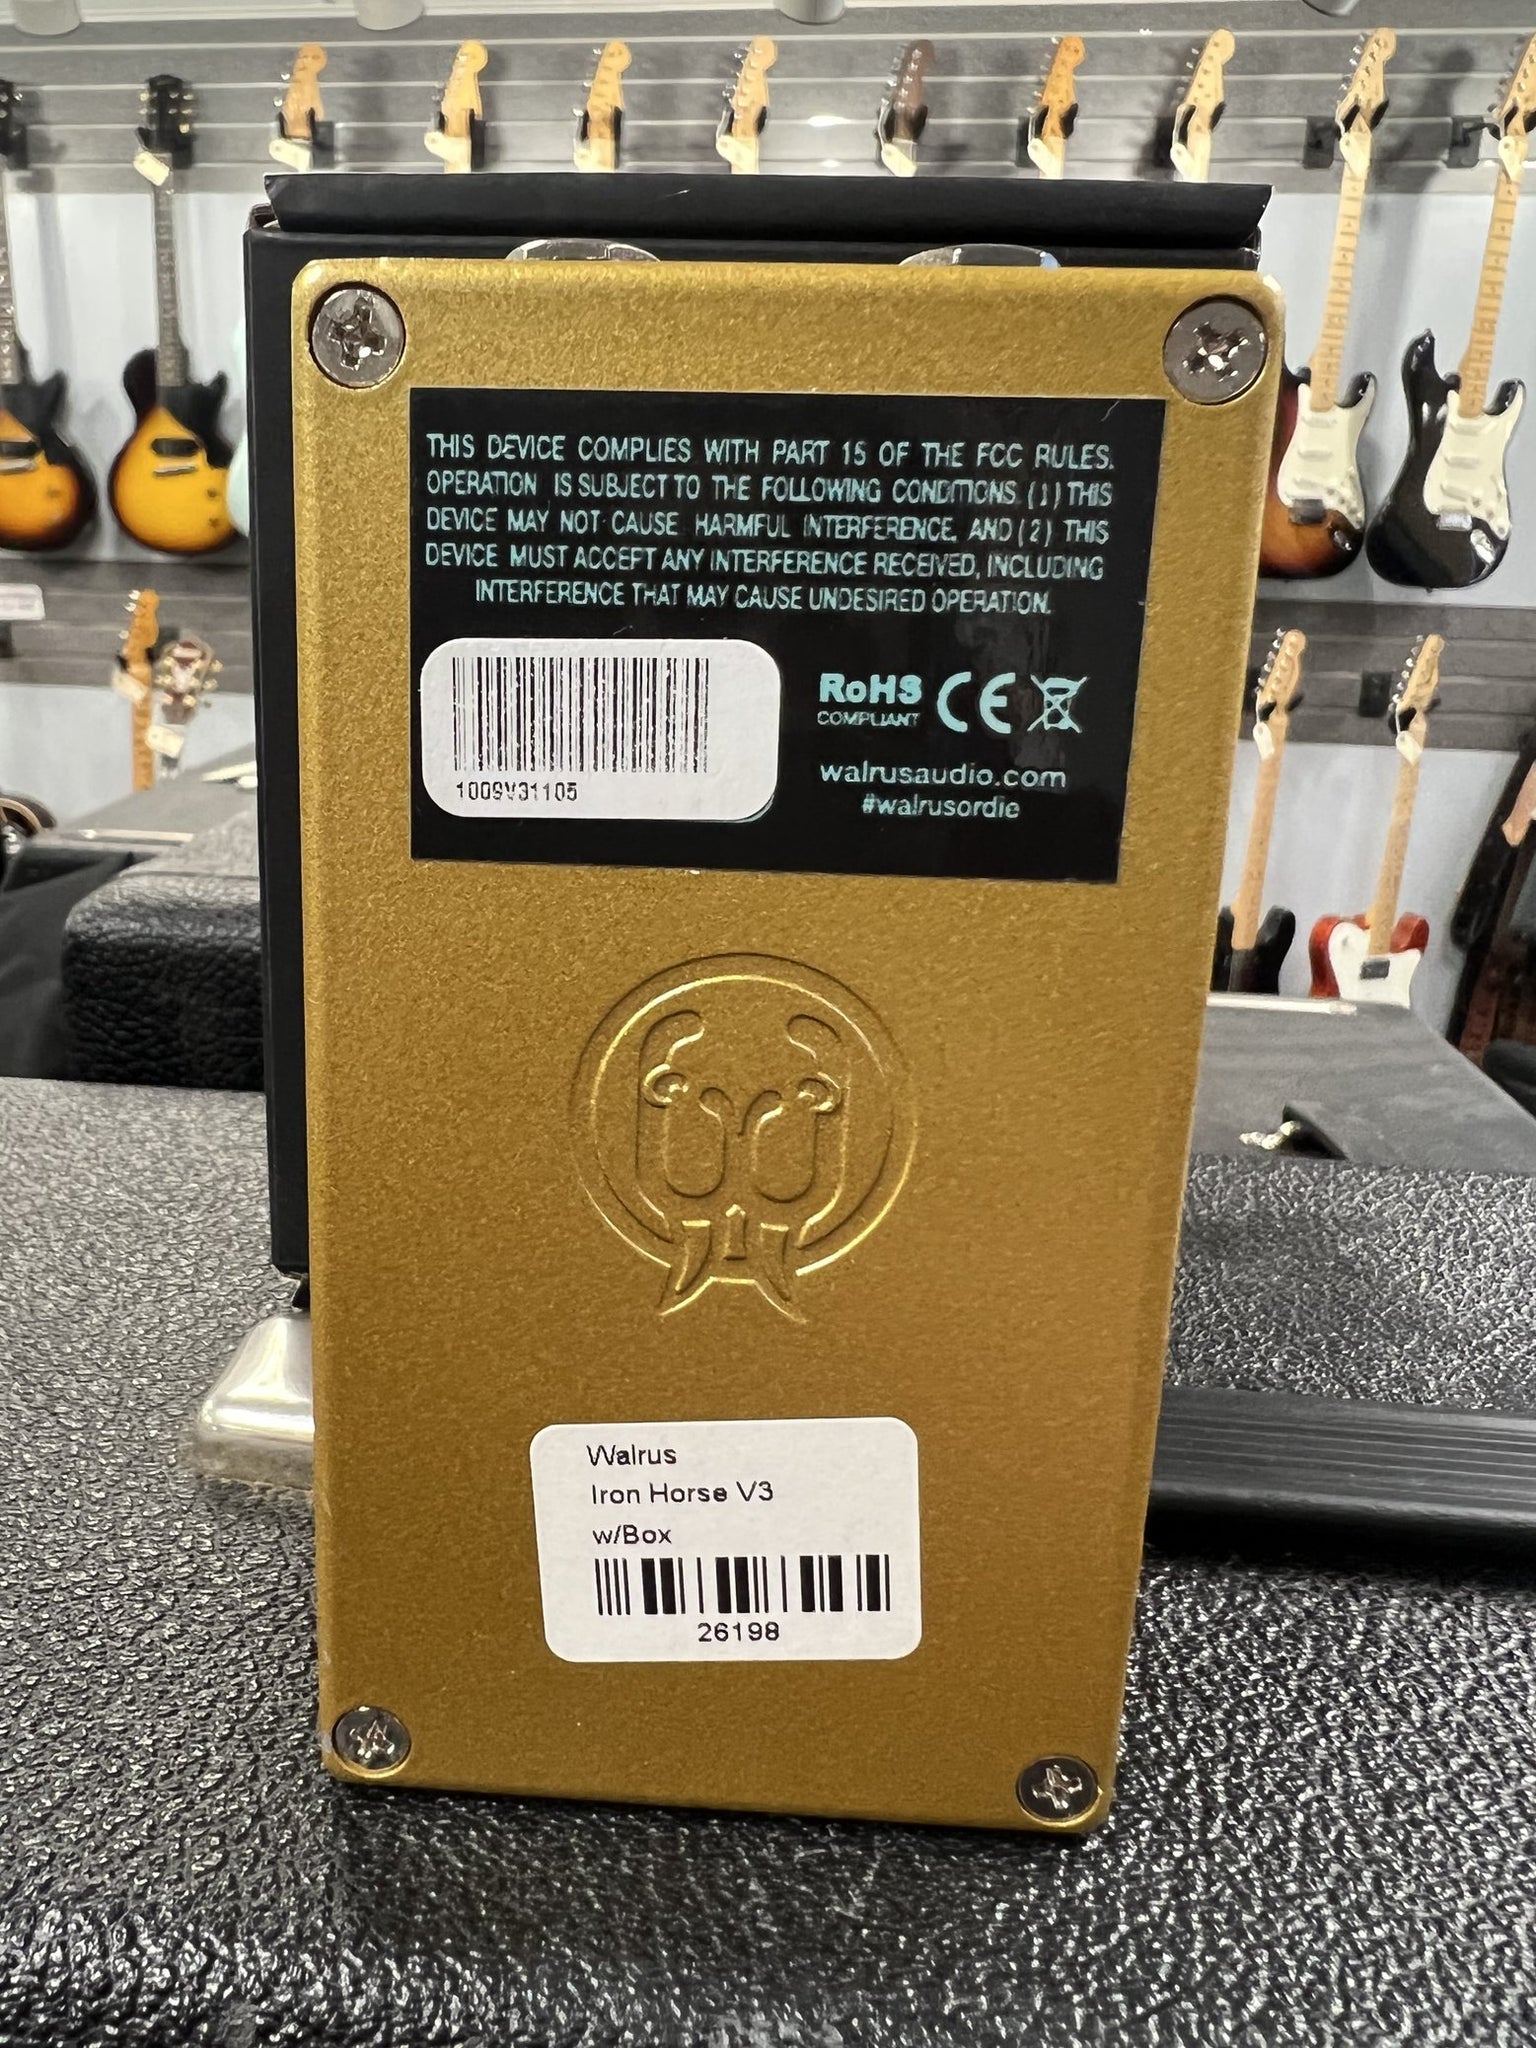 THIS DEVICE COMPLIES WITH PART 15 OF THE FCC RULES.
OPERATION IS SUBJECT TO THE FOLLOWING CONDITIONS (1) THIS
DEVICE MAY NOT CAUSE HARMFUL INTERFERENCE, AND (2) THIS
DEVICE MUST ACCEPT ANY INTERFERENCE RECEIVED, INCLUDING
INTERFERENCE THAT MAY CAUSE UNDESIRED OPERATION.
RoHS CE
COMPLIANT
1009V31105
walrusaudio.com
#walrusordie
Walrus
Iron Horse V3
w/Box
26198